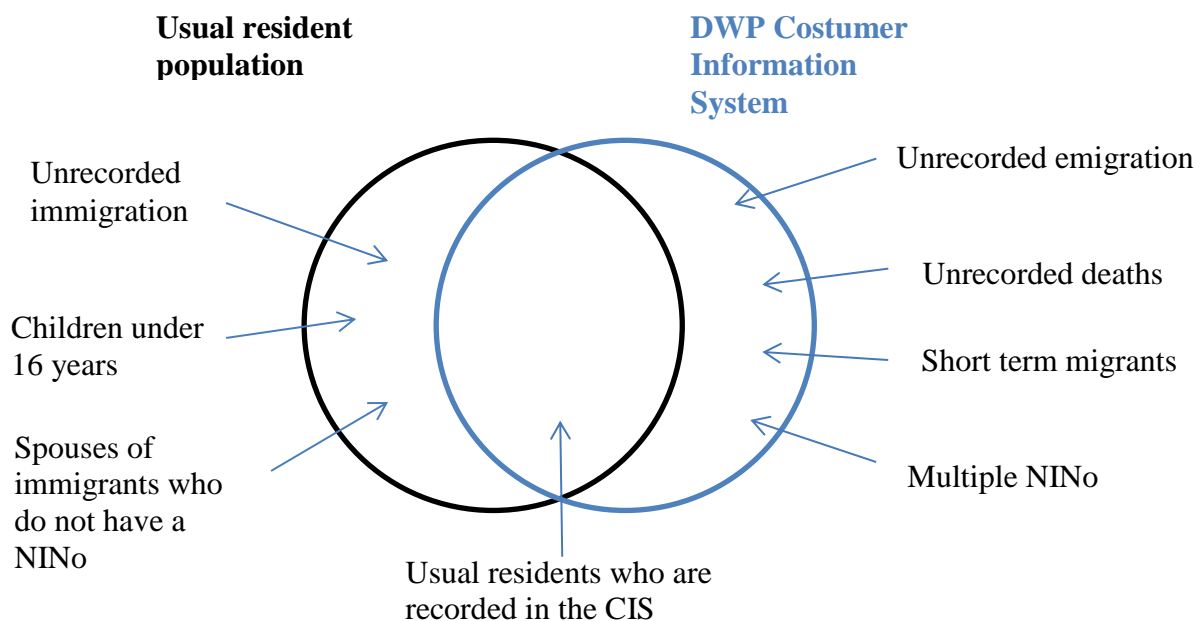 Usual resident
population
DWP Costumer
Information
System
Unrecorded
immigration
Children under
16 years
Spouses of
immigrants who
do not have a
NINo
Unrecorded emigration
Unrecorded deaths
Short term migrants
Multiple NINo
Usual residents who are
recorded in the CIS